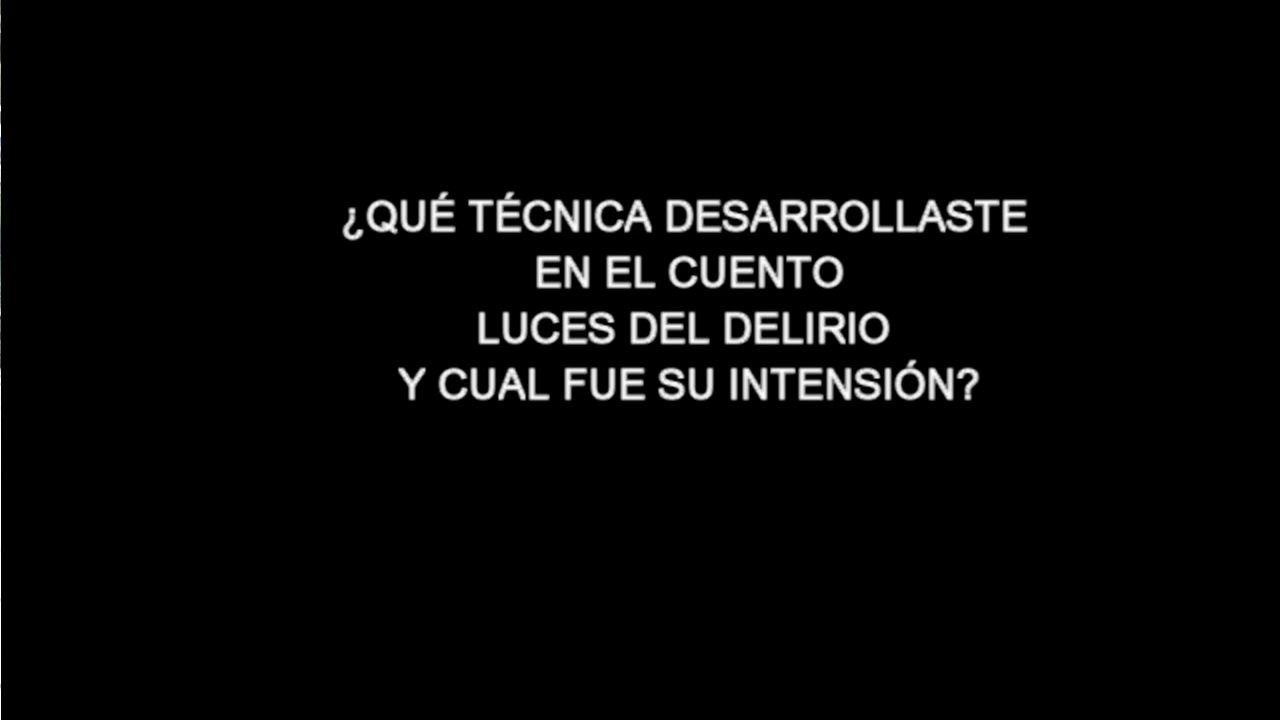 ¿QUÉ TÉCNICA DESARROLLASTE
EN EL CUENTO
LUCES DEL DELIRIO
Y CUAL FUE SU INTENSIÓN?